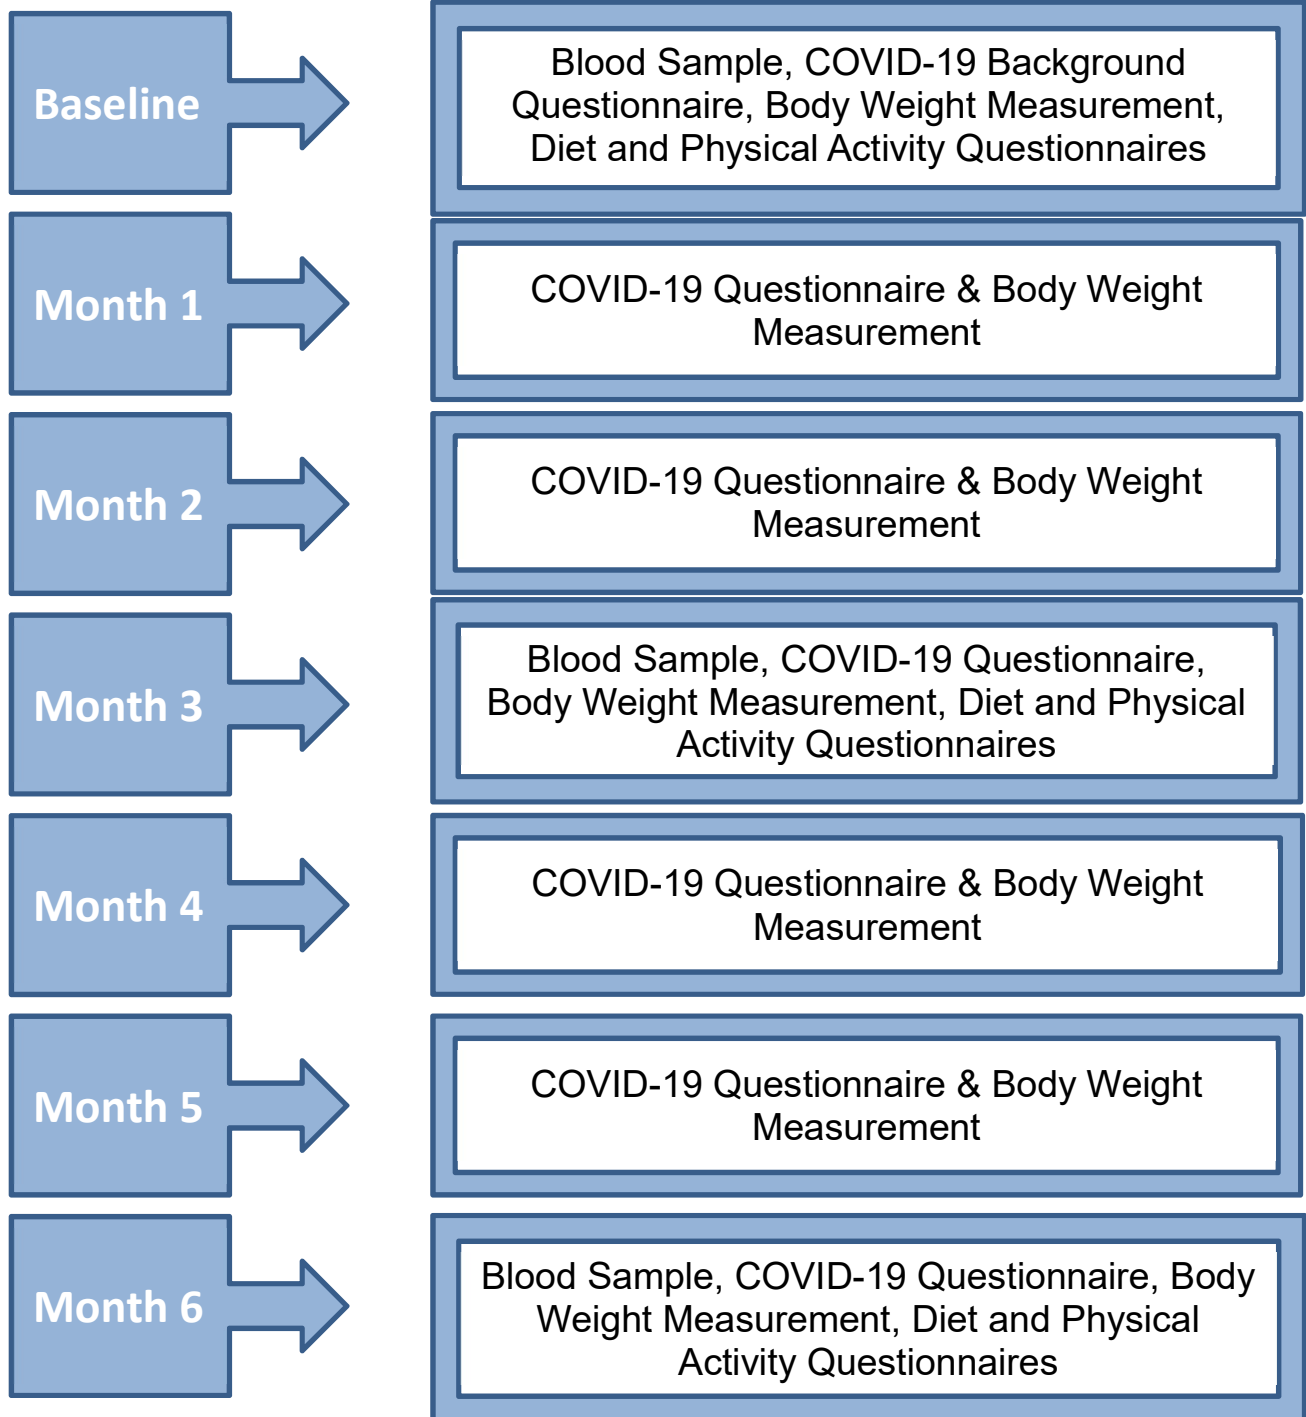 Baseline
Blood Sample, COVID-19 Background
Questionnaire, Body Weight Measurement,
Diet and Physical Activity Questionnaires
Month 1
COVID-19 Questionnaire & Body Weight
Measurement
Month 2
COVID-19 Questionnaire & Body Weight
Measurement
Month 3
Blood Sample, COVID-19 Questionnaire,
Body Weight Measurement, Diet and Physical
Activity Questionnaires
Month 4
COVID-19 Questionnaire & Body Weight
Measurement
Month 5
COVID-19 Questionnaire & Body Weight
Measurement
Month 6
Blood Sample, COVID-19 Questionnaire, Body
Weight Measurement, Diet and Physical
Activity Questionnaires